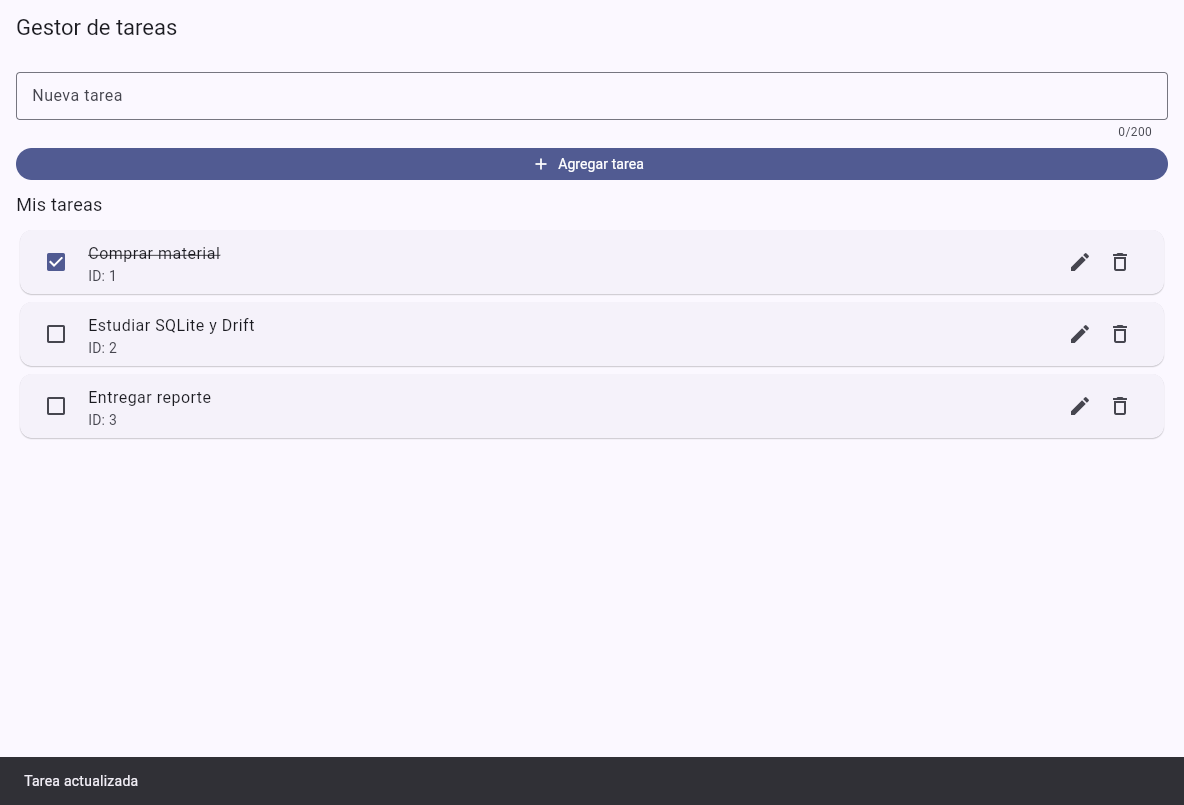 Gestor de tareas
Nueva tarea
0/200
Agregar tarea
Mis tareas
Comprar material
ID: 1
Estudiar SQLite y Drift
ID: 2
Entregar reporte
ID: 3
Tarea actualizada